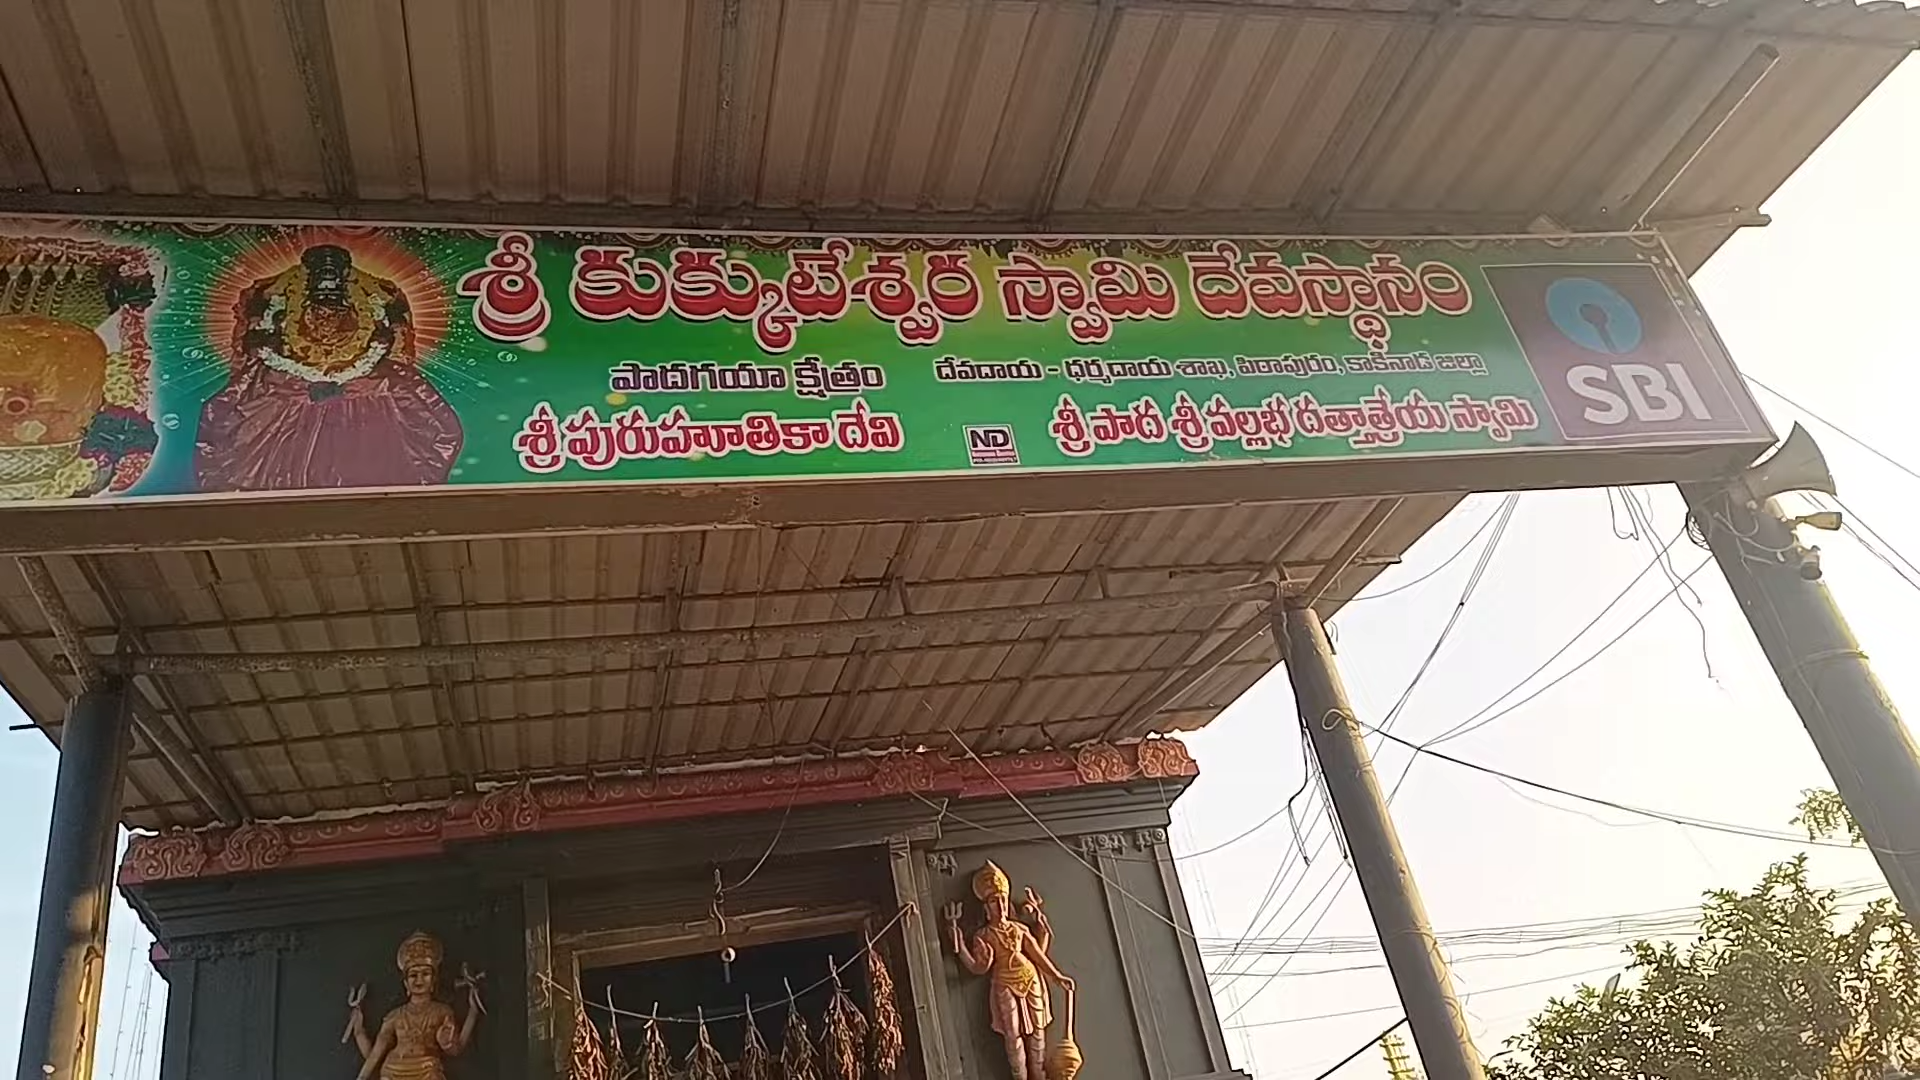 శ్రీ కుక్కుటేశ్వర స్వామి దేవస్థానం
పాదగయా క్షేత్రం
దేవదాయ - ధర్మదాయ శాఖ, పిఠాపురం, కాకినాడ జిల్లా
శ్రీ పురుహూతికా దేవి
శ్రీపాద శ్రీవల్లభ దత్తాత్రేయ స్వామి
ND
SBI